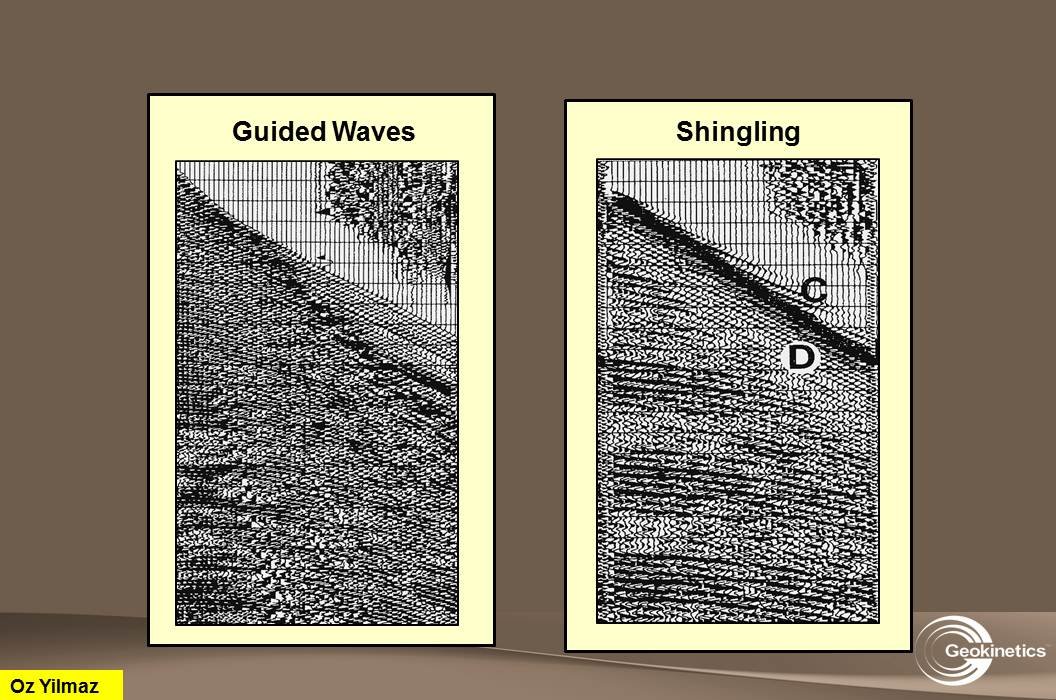 Guided Waves
Shingling
C
D
Geokinetics
Oz Yilmaz